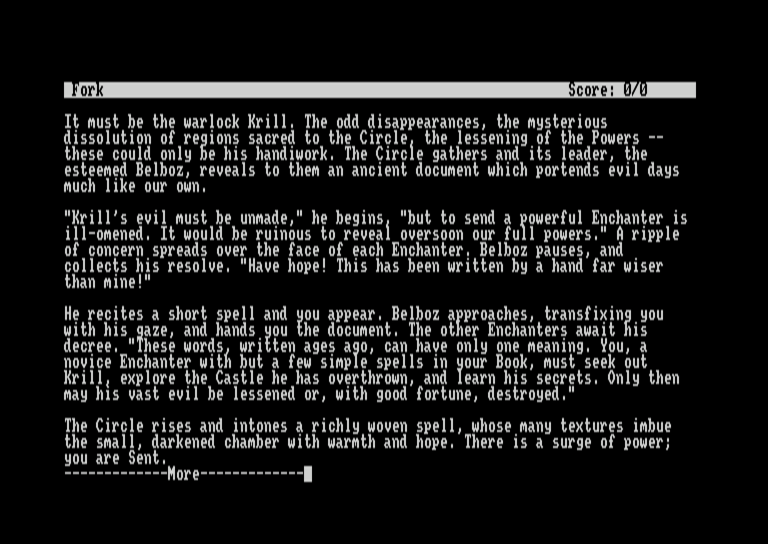 Fork Score: 0/0
It must be the warlock Krill. The odd disappearances, the mysterious
dissolution of regions sacred to the Circle, the lessening of the Powers --
these could only be his handiwork. The Circle gathers and its leader, the
esteemed Belboz, reveals to them an ancient document which portends evil days
much like our own.
"Krill's evil must be unmade," he begins, "but to send a powerful Enchanter is
ill-omened. It would be ruinous to reveal oversoon our full powers." A ripple
of concern spreads over the face of each Enchanter. Belboz pauses, and
collects his resolve. "Have hope! This has been written by a hand far wiser
than mine!"
He recites a short spell and you appear. Belboz approaches, transfixing you
with his gaze, and hands you the document. The other Enchanters await his
decree. "These words, written ages ago, can have only one meaning. You, a
novice Enchanter with but a few simple spells in your Book, must seek out
Krill, explore the Castle he has overthrown, and learn his secrets. Only then
may his vast evil be lessened or, with good fortune, destroyed."
The Circle rises and intones a richly woven spell, whose many textures imbue
the small, darkened chamber with warmth and hope. There is a surge of power;
you are Sent.
-------------More-------------